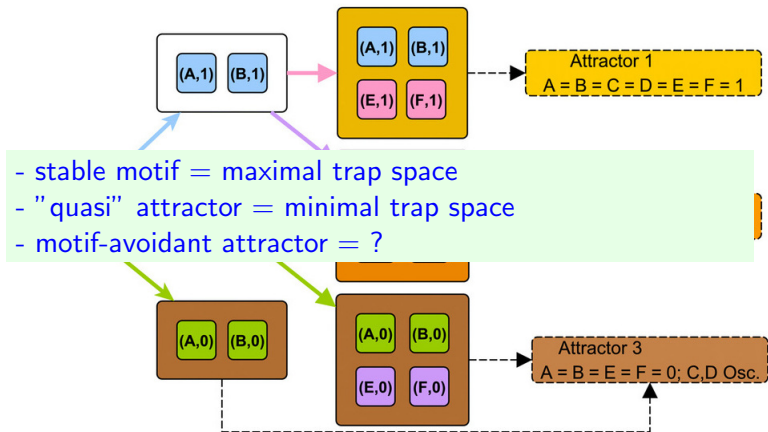 (A,1) (B,1)
(A,1) (B,1)
(E,1) (F,1)
Attractor 1
A = B = C = D = E = F = 1
- stable motif = maximal trap space
- "quasi" attractor = minimal trap space
- motif-avoidant attractor = ?
(A,0) (B,0)
(A,0) (B,0)
(E,0) (F,0)
Attractor 3
A = B = E = F = 0; C,D Osc.